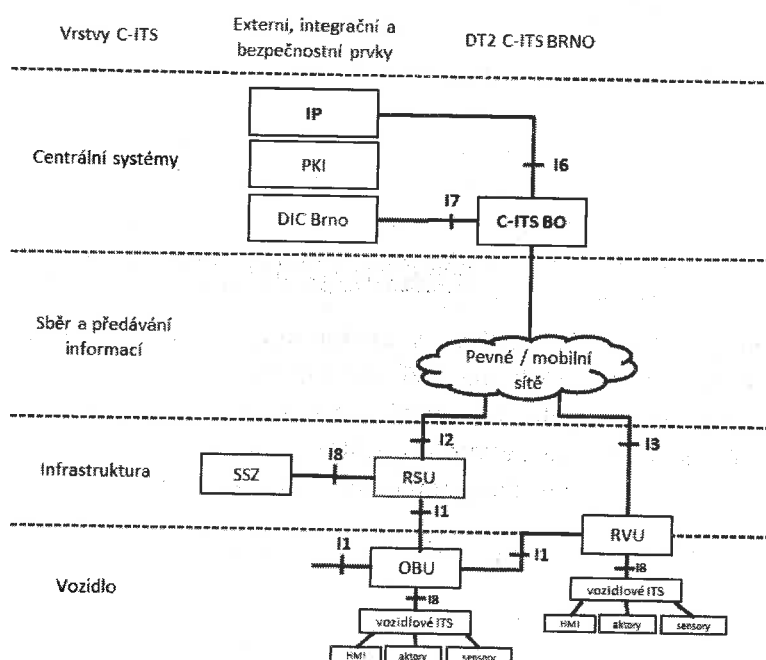 Vrstvy C-ITS
Externí, integrační a
bezpečnostní prvky
DT2 C-ITS BRNO
Centrální systémy
IP
PKI
DIC Brno
I6
I7
C-ITS BO
Sběr a předávání
informací
Pevné / mobilní
sítě
Infrastruktura
SSZ
I8
I2
RSU
I1
I3
Vozidlo
I1
OBU
I1
RVU
I8
vozidlové ITS
HMI
aktory
sensory
I8
vozidlové ITS
HMI
aktory
sensory